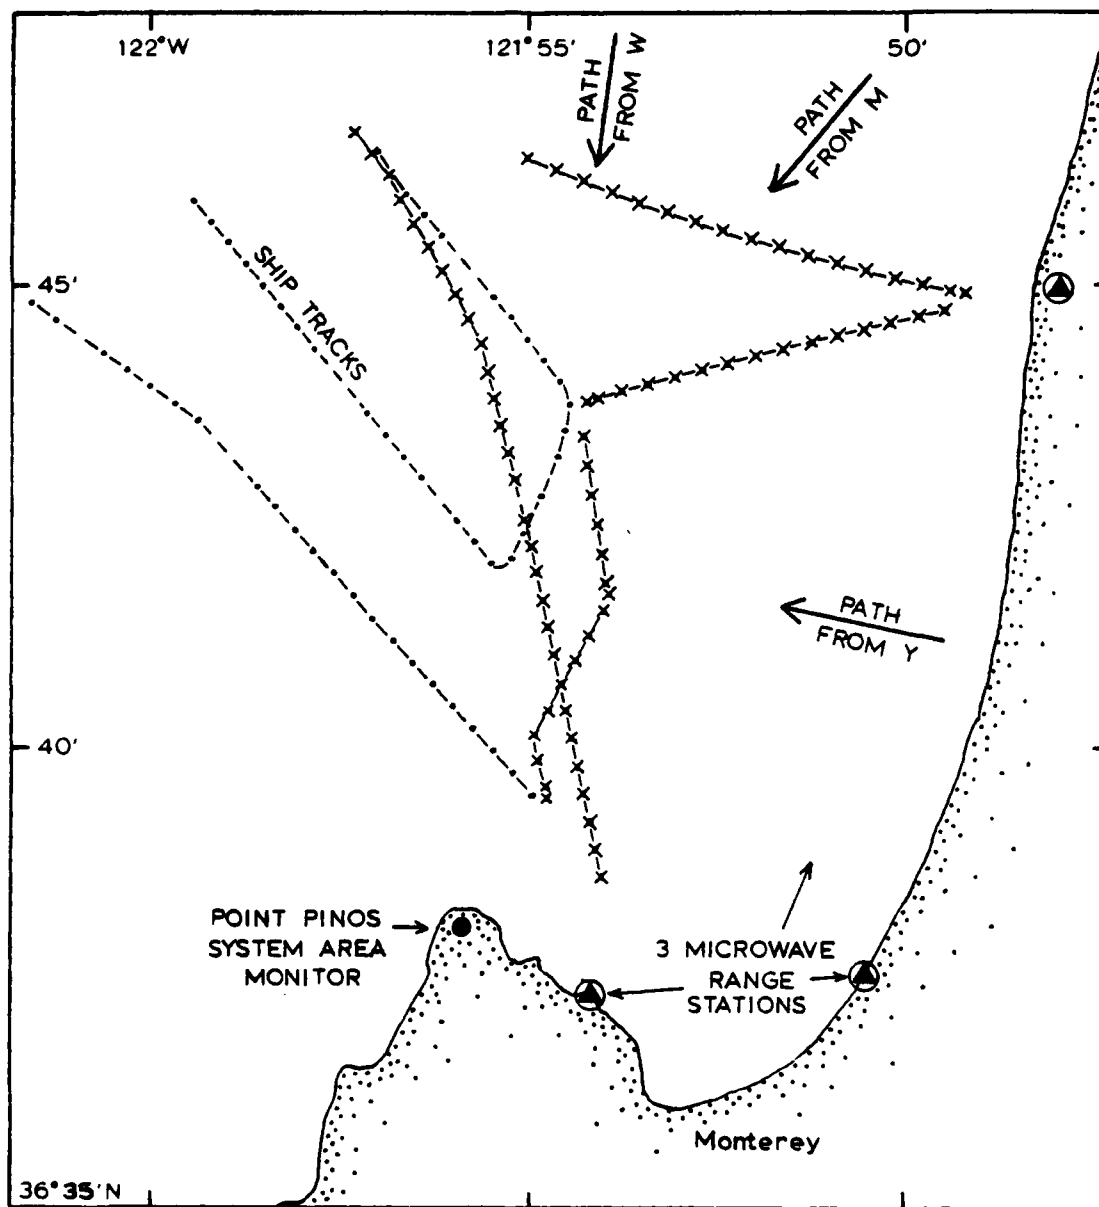 122°W
121°55'
50'
PATH
FROM W
PATH
FROM M
45'
SHIP TRACKS
PATH
FROM Y
40'
POINT PINOS
SYSTEM AREA
MONITOR
3 MICROWAVE
RANGE
STATIONS
Monterey
36°35'N